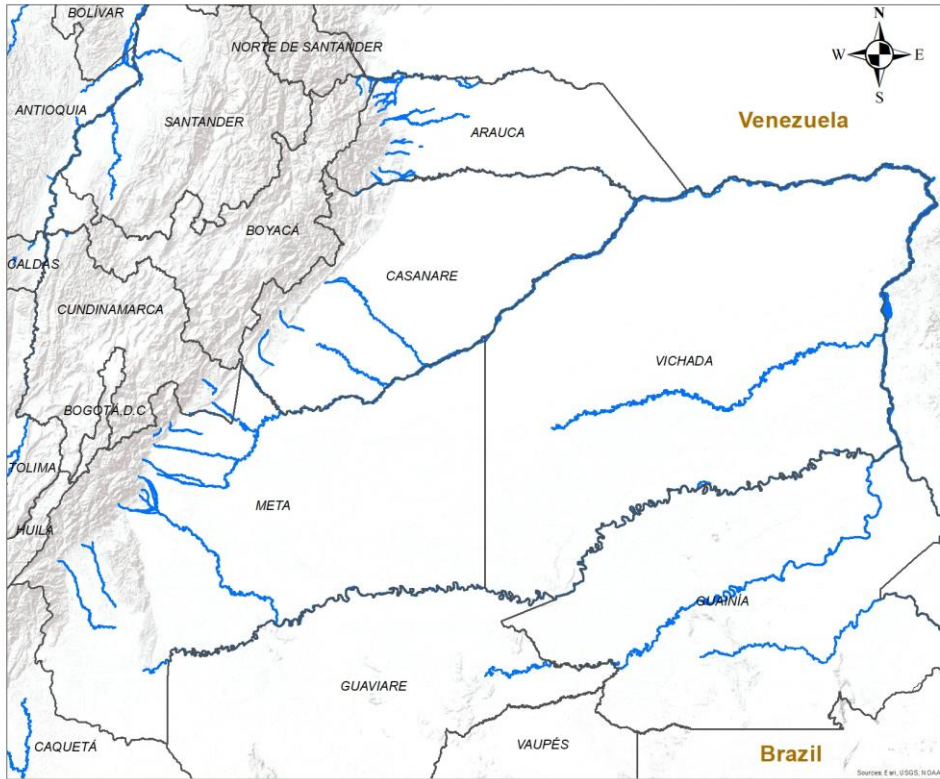 BOLÍVAR
N
NORTE DE SANTANDER
W
E
S
ANTIOQUIA
SANTANDER
Venezuela
ARAUCA
BOYACÁ
CALDAS
CASANARE
CUNDINAMARCA
VICHADA
BOGOTÁ,D.C
TOLIMA
META
HUILA
GUAINÍA
GUAVIARE
CAQUETÁ
VAUPÉS
Brazil
Sources: Esri, USGS, NOAA